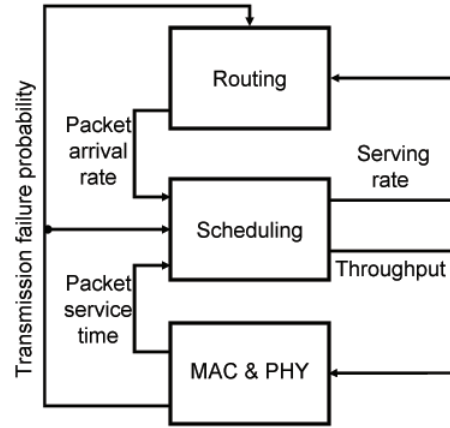 Transmission failure probability
Routing
Packet
arrival
rate
Serving
rate
Scheduling
Throughput
Packet
service
time
MAC & PHY